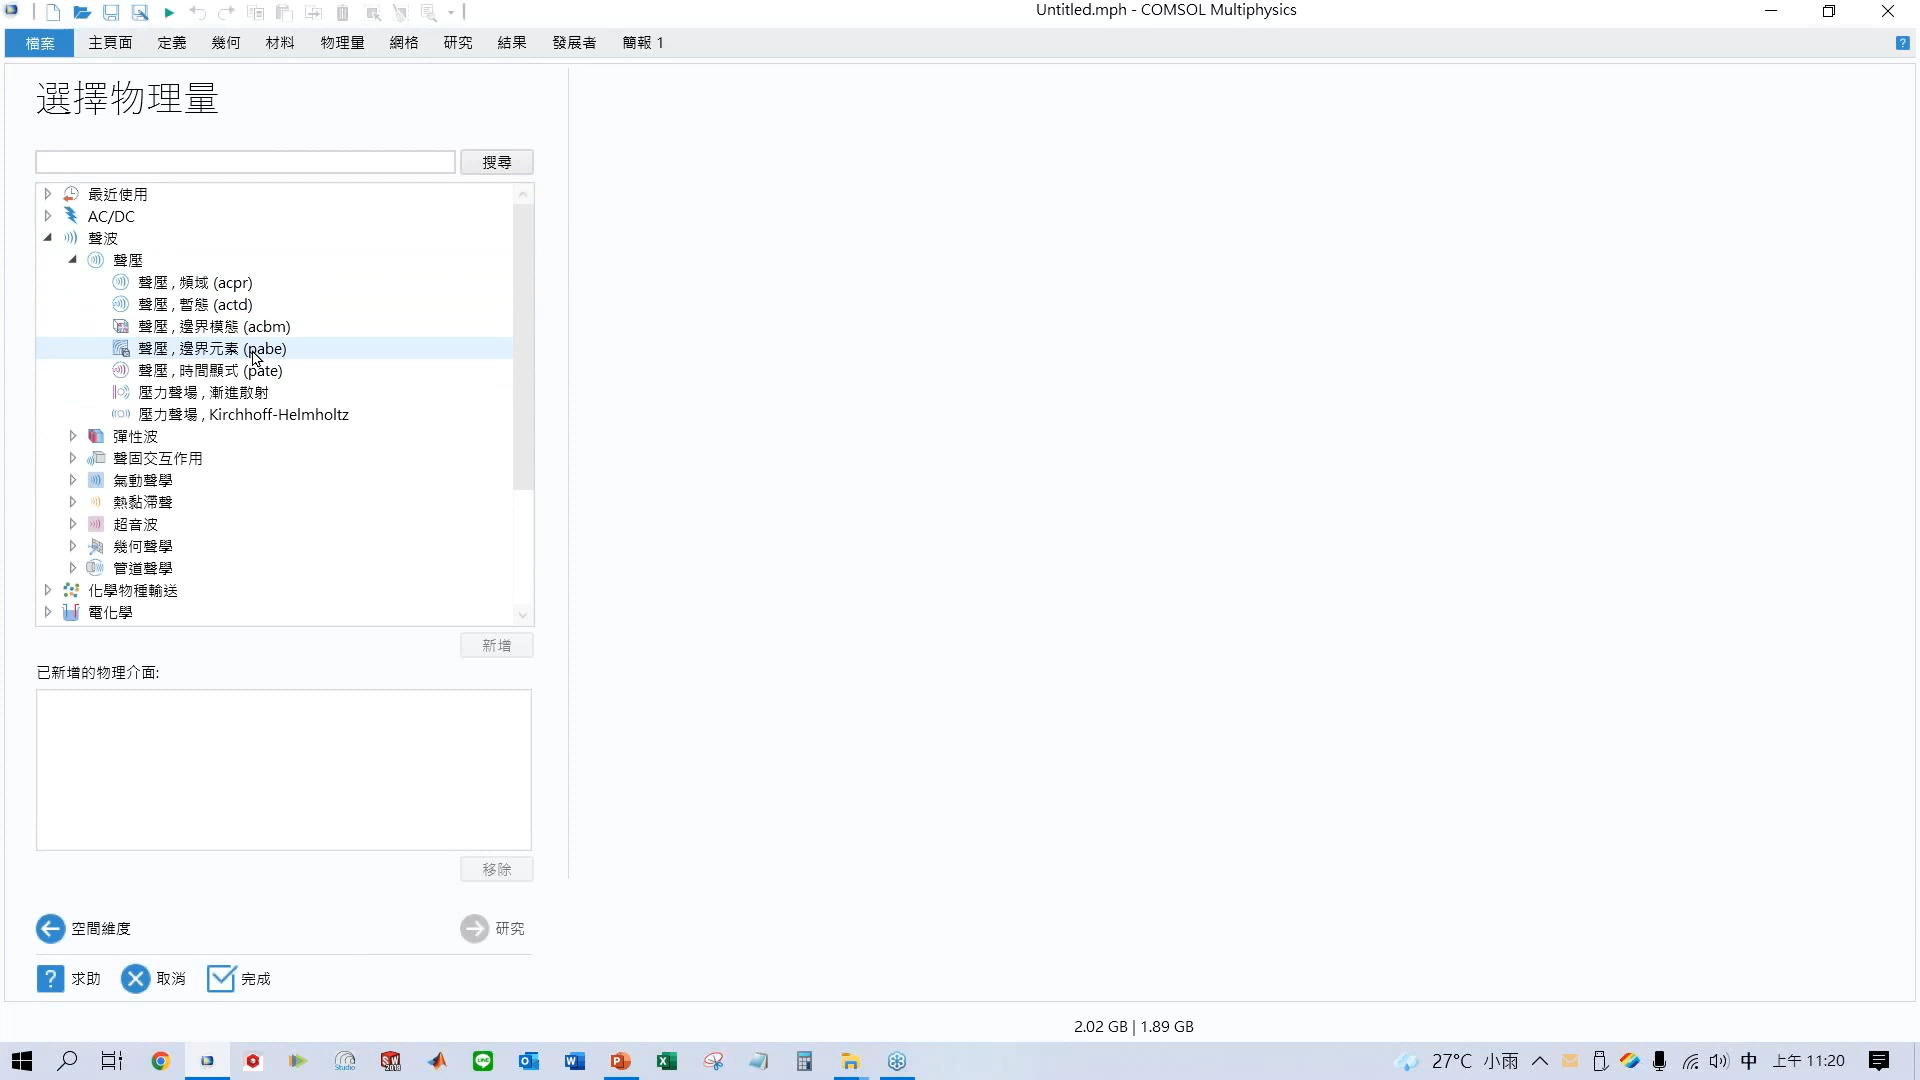 Untitled.mph - COMSOL Multiphysics
檔案 主頁面 定義 幾何 材料 物理量 網格 研究 結果 發展者 簡報 1
選擇物理量
搜尋
最近使用
AC/DC
聲波
聲壓
聲壓 , 頻域 (acpr)
聲壓 , 暫態 (actd)
聲壓 , 邊界模態 (acbm)
聲壓 , 邊界元素 (pabe)
聲壓 , 時間顯式 (pate)
壓力聲場 , 漸進散射
壓力聲場 , Kirchhoff-Helmholtz
彈性波
聲固交互作用
氣動聲學
熱黏滯聲
超音波
幾何聲學
管道聲學
化學物種輸送
電化學
新增
已新增的物理介面:
移除
空間維度 研究
求助 取消 完成
2.02 GB | 1.89 GB
27°C 小雨 中 上午 11:20